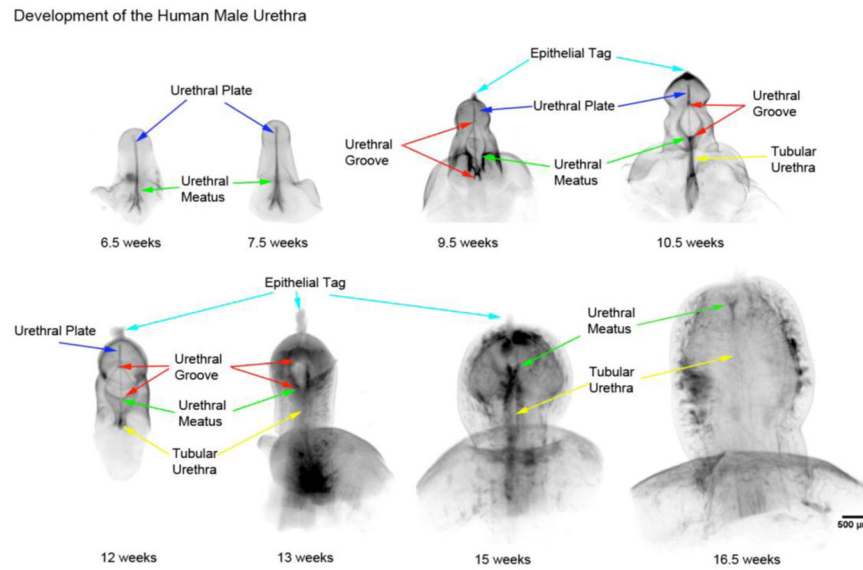 Development of the Human Male Urethra
Epithelial Tag
Urethral Plate
Urethral Plate
Urethral
Groove
Urethral
Groove
Urethral
Meatus
Urethral
Meatus
Tubular
Urethra
6.5 weeks
7.5 weeks
9.5 weeks
10.5 weeks
Epithelial Tag
Urethral Plate
Urethral
Groove
Urethral
Meatus
Tubular
Urethra
Urethral
Meatus
Tubular
Urethra
500 µm
12 weeks
13 weeks
15 weeks
16.5 weeks